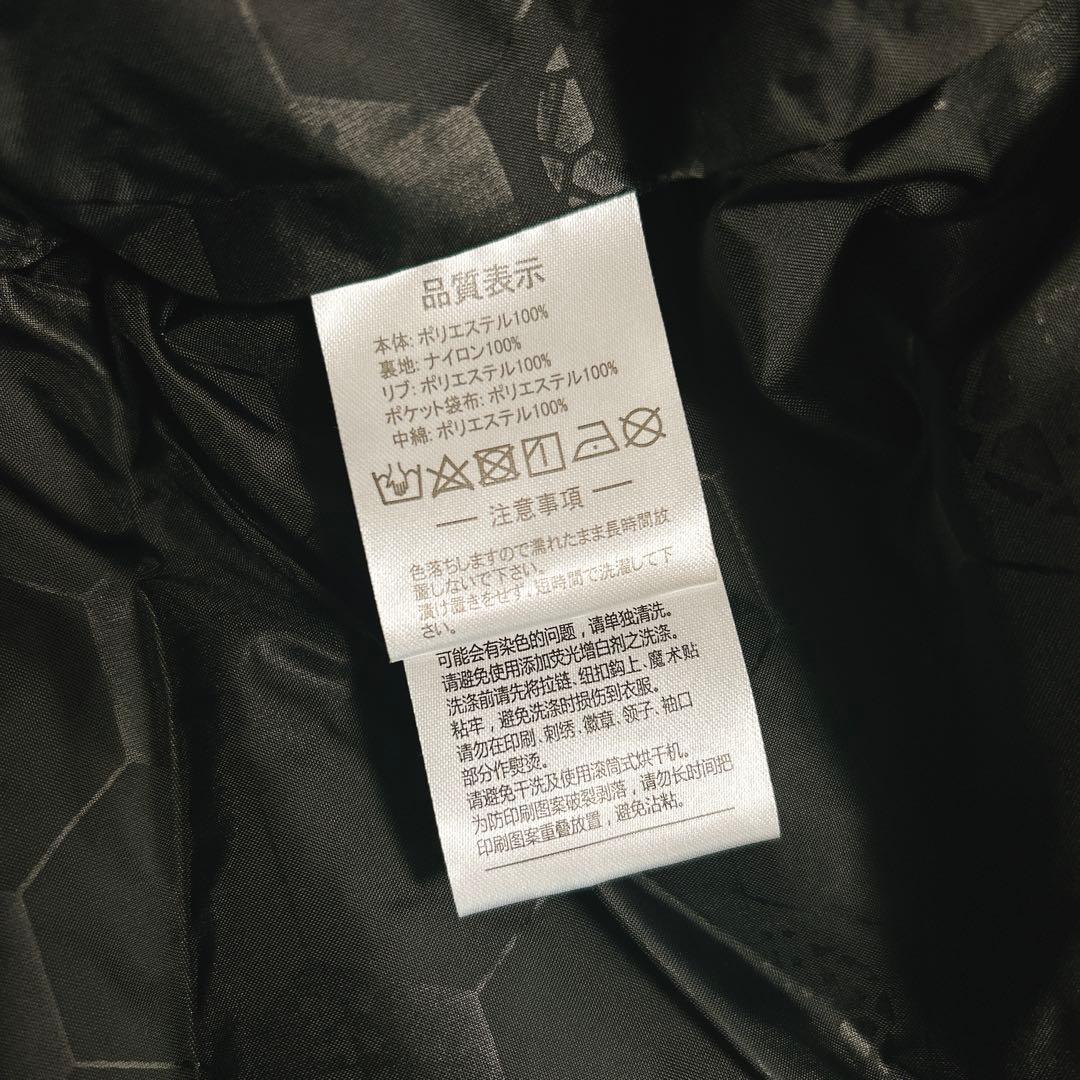 品質表示
本体: ポリエステル100%
裏地: ナイロン100%
リブ: ポリエステル100%
ポケット袋布: ポリエステル100%
中綿: ポリエステル100%
注意事項
色落ちしますので濡れたまま長時間放
置しないで下さい。
漬け置きをせず、短時間で洗濯して下
さい。
可能会有染色的问题，请单独清洗。
请避免使用添加荧光增白剂之洗涤。
洗涤前请先将拉链、纽扣鈎上、魔术贴
粘牢，避免洗涤时损伤到衣服。
请勿在印刷、刺绣、徽章、领子、袖口
部分作熨烫。
请避免干洗及使用滚筒式烘干机。
为防印刷图案破裂剥落，请勿长时间把
印刷图案重叠放置，避免沾粘。